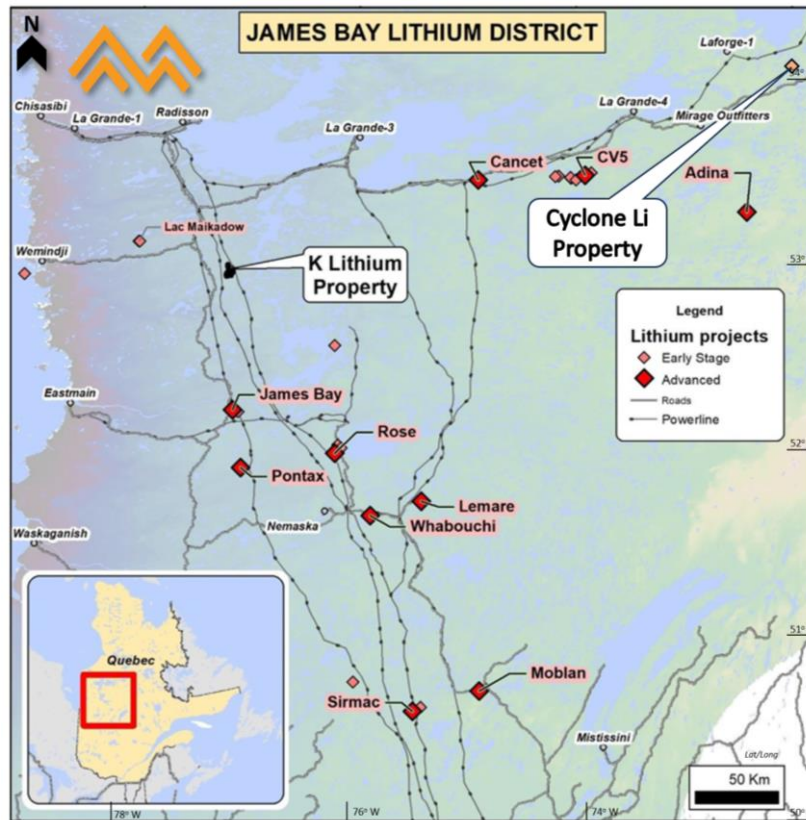 JAMES BAY LITHIUM DISTRICT
N
Laforge-1
54°
Chisasibi
La Grande-1
Radisson
La Grande-3
La Grande-4
Mirage Outfitters
Cancet
CV5
Adina
Cyclone Li
Property
Lac Maikadow
Wemindji
K Lithium
Property
53°
Legend
Lithium projects
Early Stage
Advanced
Roads
Powerline
Eastmain
James Bay
Rose
52°
Pontax
Lemare
Nemaska
Whabouchi
Waskaganish
51°
Quebec
Moblan
Sirmac
Mistissini
Lat/Long
50 Km
78° W
76° W
74° W
50°